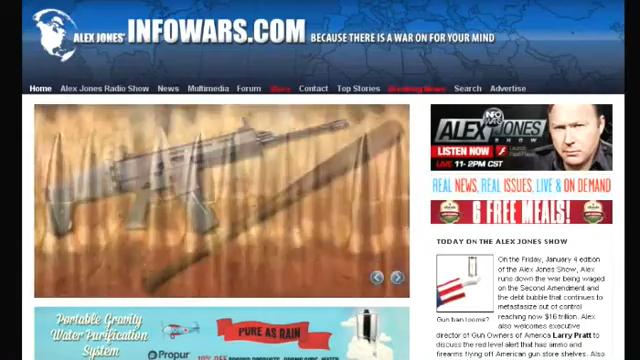 ALEX JONES' INFOWARS.COM BECAUSE THERE IS A WAR ON FOR YOUR MIND
Home Alex Jones Radio Show News Multimedia Forum Store Contact Top Stories Breaking News Search Advertise
INFO WARS
ALEX JONES
SHOW
LISTEN NOW
LIVE 11-2PM CST
REAL NEWS, REAL ISSUES, LIVE & ON DEMAND
6 FREE MEALS!
TODAY ON THE ALEX JONES SHOW
On the Friday, January 4 edition
of the Alex Jones Show, Alex
runs down the war being waged
on the Second Amendment and
the debt bubble that continues to
metastasize out of control
reaching now $16 trillion. Alex
also welcomes executive
Gun ban looms?
director of Gun Owners of America Larry Pratt to
discuss the red level alert that had ammo and
firearms flying off American gun store shelves. Also
Portable Gravity
Water Purification
System
PURE AS RAIN
Propur